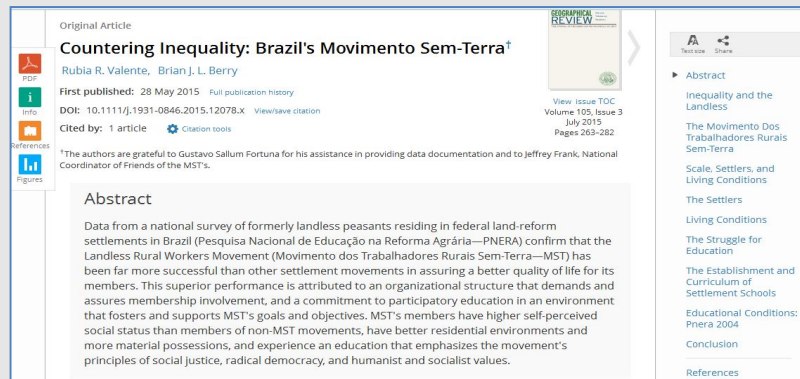 Original Article
Countering Inequality: Brazil's Movimento Sem-Terra†
Rubia R. Valente, Brian J. L. Berry
First published: 28 May 2015 Full publication history
DOI: 10.1111/j.1931-0846.2015.12078.x View/save citation
Cited by: 1 article Citation tools
†The authors are grateful to Gustavo Sallum Fortuna for his assistance in providing data documentation and to Jeffrey Frank, National
Coordinator of Friends of the MST's.
PDF
Info
References
Figures
GEOGRAPHICAL
REVIEW
View issue TOC
Volume 105, Issue 3
July 2015
Pages 263–282
Abstract
Data from a national survey of formerly landless peasants residing in federal land-reform
settlements in Brazil (Pesquisa Nacional de Educação na Reforma Agrária—PNERA) confirm that the
Landless Rural Workers Movement (Movimento dos Trabalhadores Rurais Sem-Terra—MST) has
been far more successful than other settlement movements in assuring a better quality of life for its
members. This superior performance is attributed to an organizational structure that demands and
assures membership involvement, and a commitment to participatory education in an environment
that fosters and supports MST's goals and objectives. MST's members have higher self-perceived
social status than members of non-MST movements, have better residential environments and
more material possessions, and experience an education that emphasizes the movement's
principles of social justice, radical democracy, and humanist and socialist values.
Text size Share
Abstract
Inequality and the
Landless
The Movimento Dos
Trabalhadores Rurais
Sem-Terra
Scale, Settlers, and
Living Conditions
The Settlers
Living Conditions
The Struggle for
Education
The Establishment and
Curriculum of
Settlement Schools
Educational Conditions:
Pnera 2004
Conclusion
References